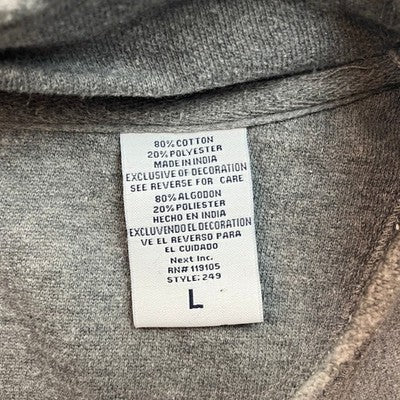 80% COTTON
20% POLYESTER
MADE IN INDIA
EXCLUSIVE OF DECORATION
SEE REVERSE FOR CARE
80% ALGODON
20% POLIESTER
HECHO EN INDIA
EXCLUVENDO EL DECORATION
VE EL REVERSO PARA
EL CUIDADO
Next Inc.
RN# 119105
STYLE: 249
L